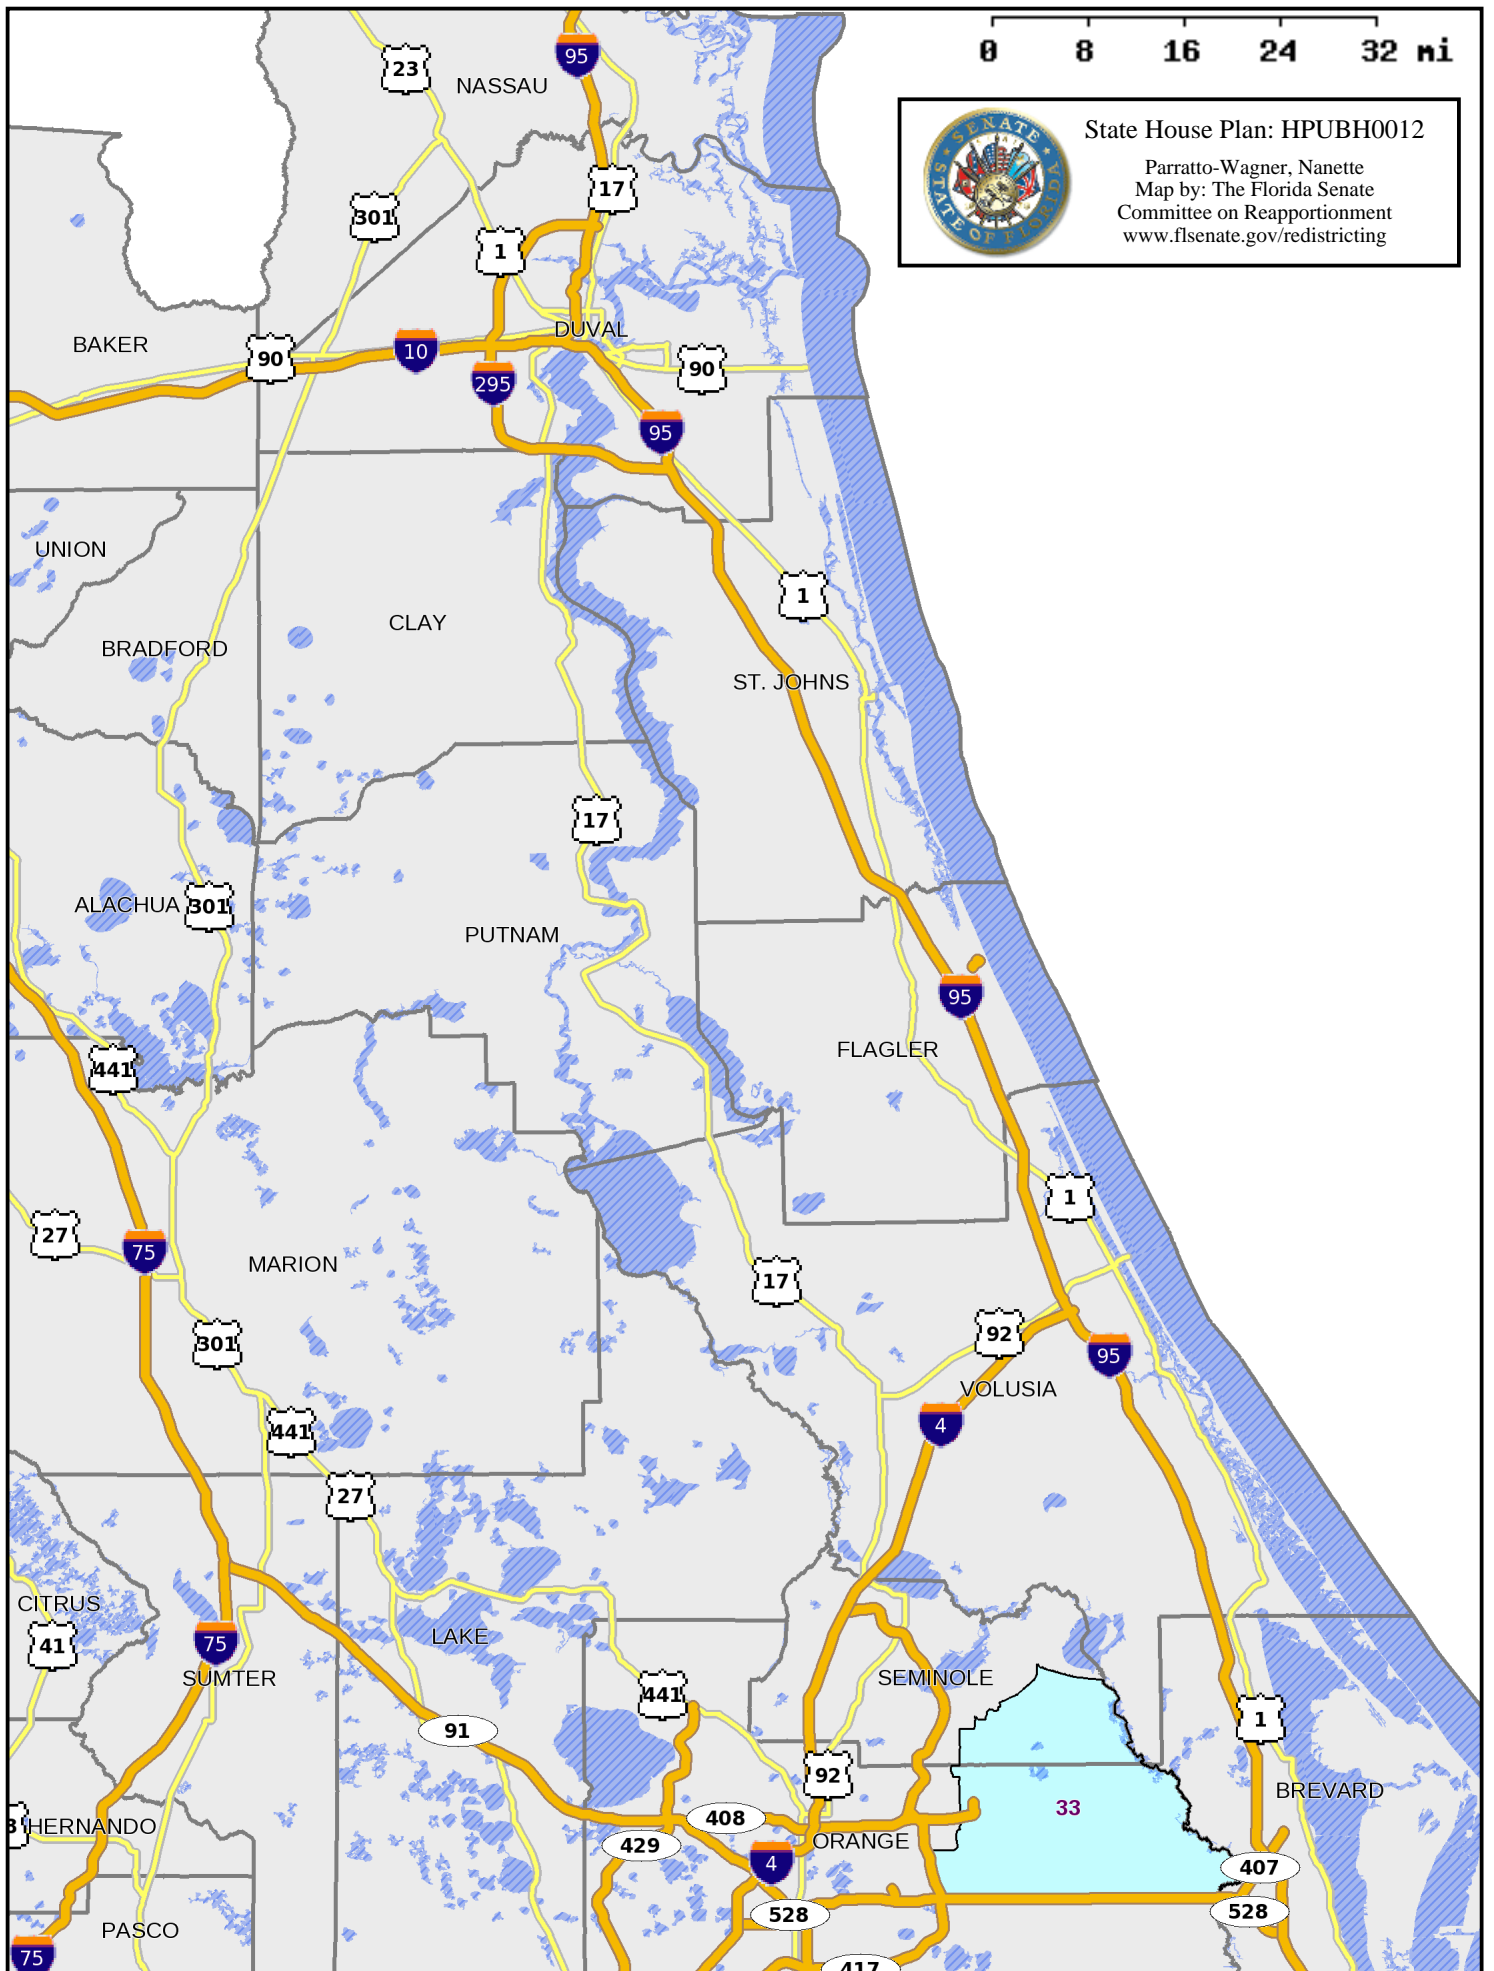 0 8 16 24 32 mi
State House Plan: HPUBH0012
Parratto-Wagner, Nanette
Map by: The Florida Senate
Committee on Reapportionment
www.flsenate.gov/redistricting
SENATE
STATE OF FLORIDA
23
95
NASSAU
17
301
1
DUVAL
BAKER
90
10
295
90
95
UNION
1
CLAY
BRADFORD
ST. JOHNS
17
ALACHUA
301
PUTNAM
95
FLAGLER
441
1
27
75
MARION
17
301
92
95
VOLUSIA
4
441
27
CITRUS
41
75
LAKE
SUMTER
SEMINOLE
441
91
1
92
BREVARD
33
408
HERNANDO
429
ORANGE
4
407
528
528
PASCO
75
417